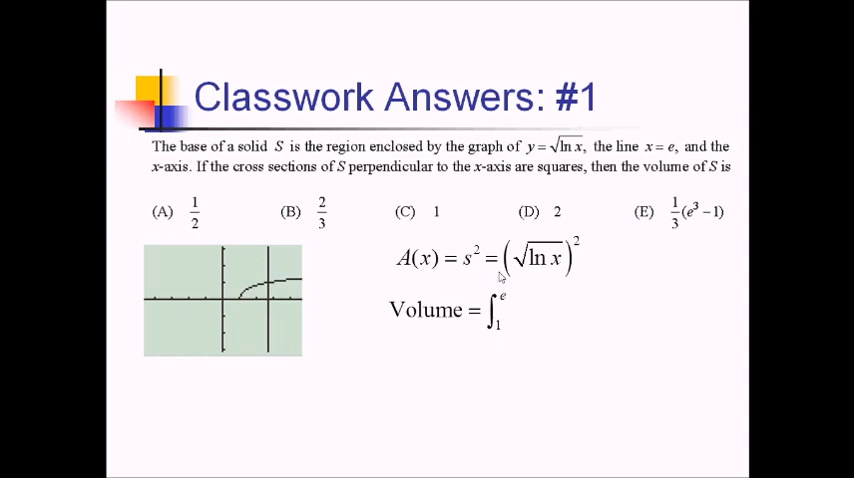 Classwork Answers: #1
The base of a solid S is the region enclosed by the graph of y = √ln x, the line x = e, and the
x-axis. If the cross sections of S perpendicular to the x-axis are squares, then the volume of S is
(A) 1/2 (B) 2/3 (C) 1 (D) 2 (E) 1/3(e³ − 1)
A(x) = s² = (√ln x)²
Volume = ∫₁ᵉ